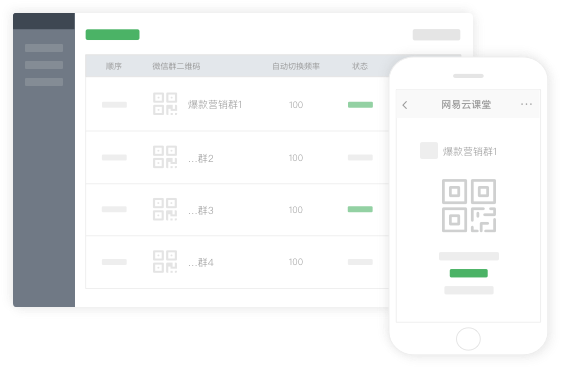 顺序 微信群二维码 自动切换频率 状态
爆款营销群1 100
...群2 100
...群3 100
...群4 100
网易云课堂
爆款营销群1